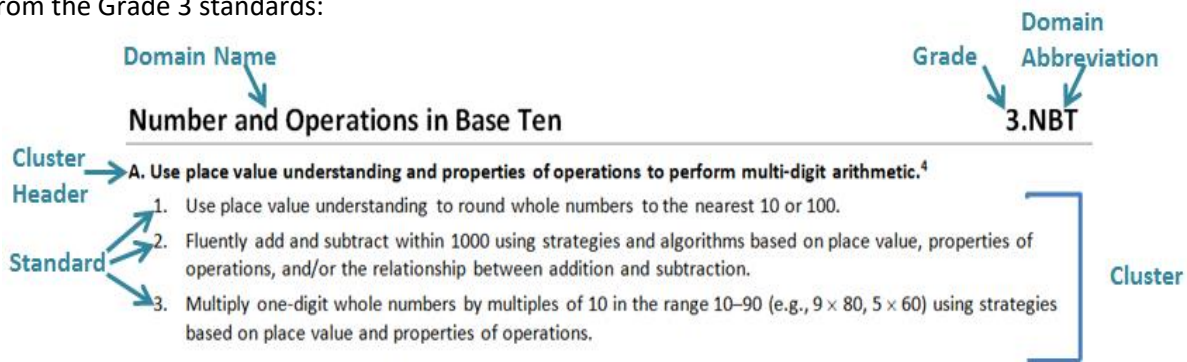 rom the Grade 3 standards:
Domain
Domain Name
Grade
Abbreviation
Number and Operations in Base Ten
3.NBT
Cluster
Header
A. Use place value understanding and properties of operations to perform multi-digit arithmetic.4
1. Use place value understanding to round whole numbers to the nearest 10 or 100.
2. Fluently add and subtract within 1000 using strategies and algorithms based on place value, properties of
operations, and/or the relationship between addition and subtraction.
Standard
3. Multiply one-digit whole numbers by multiples of 10 in the range 10–90 (e.g., 9 × 80, 5 × 60) using strategies
based on place value and properties of operations.
Cluster